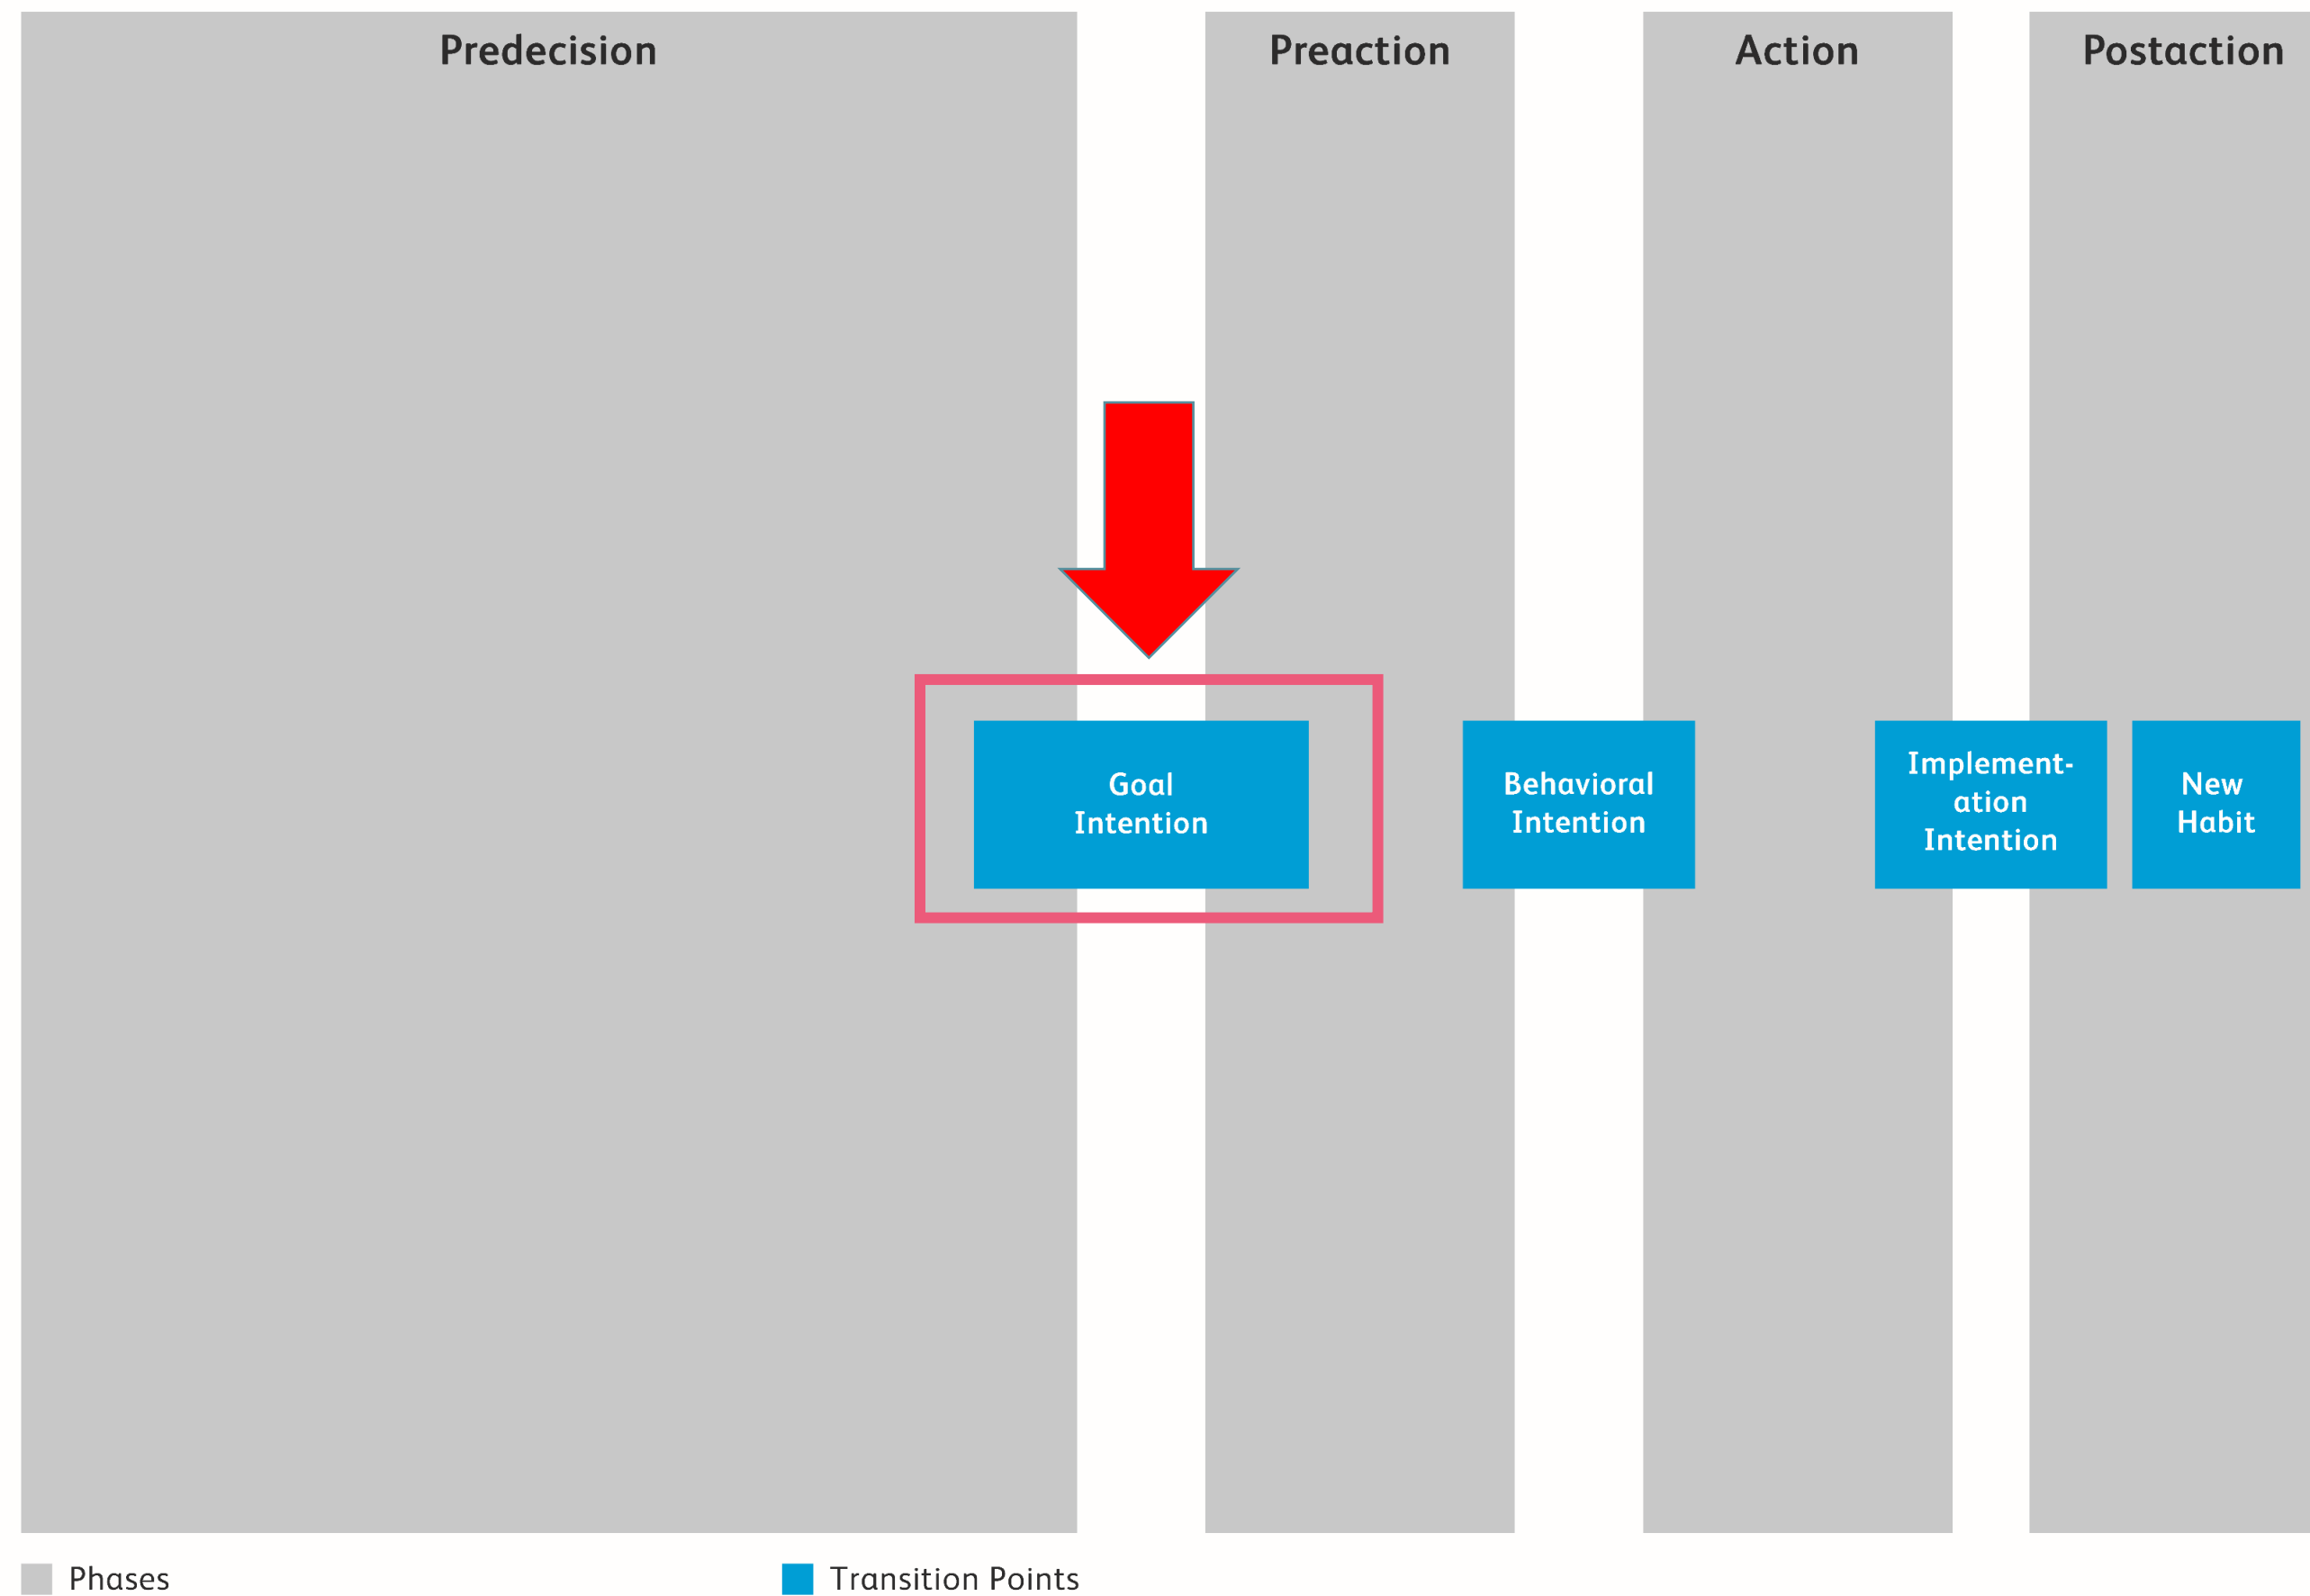 Predecision
Preaction
Action
Postaction
Goal
Intention
Behavioral
Intention
Implement-
ation
Intention
New
Habit
Phases
Transition Points